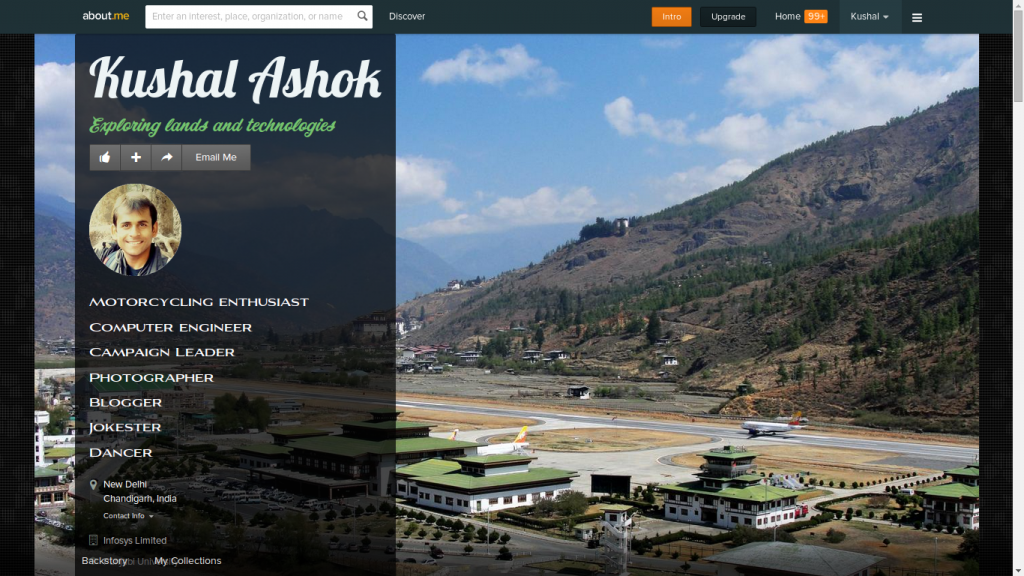 about.me
Enter an interest, place, organization, or name
Discover
Intro
Upgrade
Home 99+
Kushal
Kushal Ashok
Exploring lands and technologies
Email Me
Motorcycling enthusiast
Computer engineer
Campaign Leader
Photographer
Blogger
Jokester
Dancer
New Delhi
Chandigarh, India
Contact Info
Infosys Limited
Backstory
My Collections